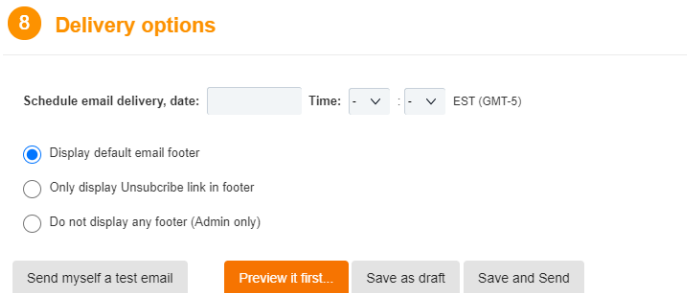 8 Delivery options
Schedule email delivery, date: Time: - : - EST (GMT-5)
Display default email footer
Only display Unsubcribe link in footer
Do not display any footer (Admin only)
Send myself a test email Preview it first... Save as draft Save and Send